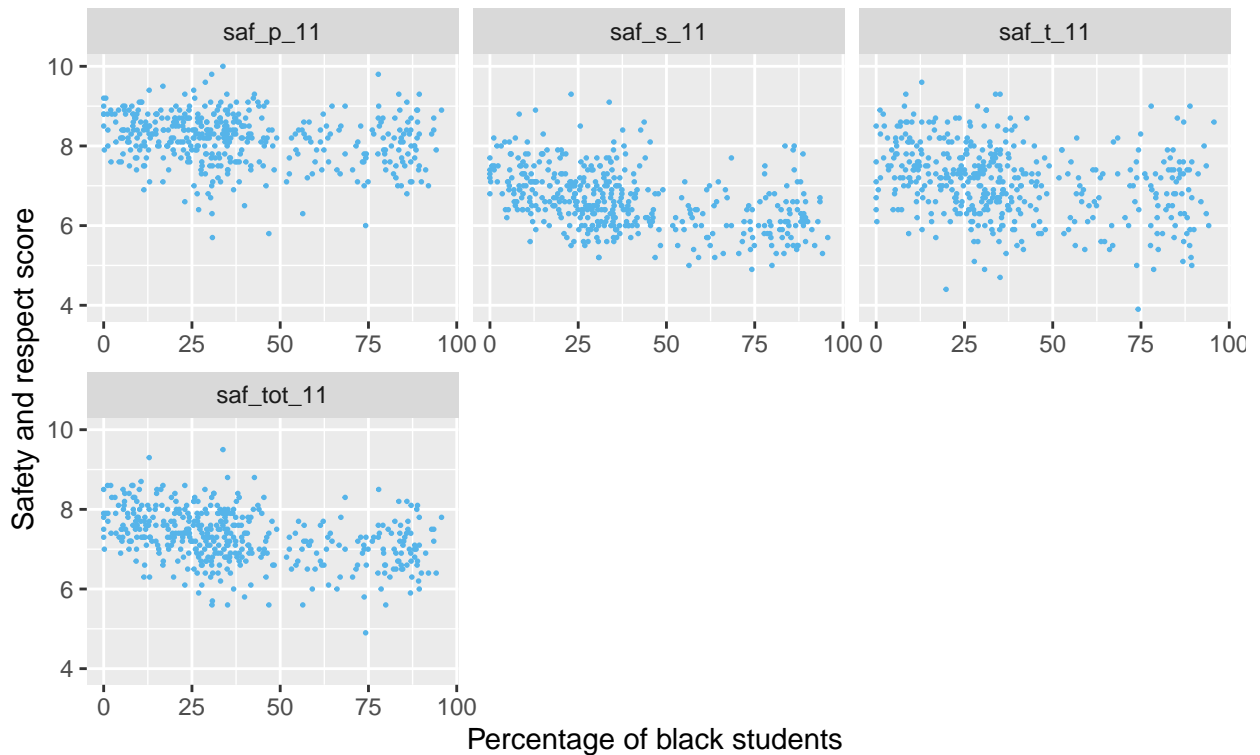 saf_p_11 saf_s_11 saf_t_11
10
8
6
4
0 25 50 75 100 0 25 50 75 100 0 25 50 75 100
saf_tot_11
10
8
6
4
0 25 50 75 100
Safety and respect score
Percentage of black students